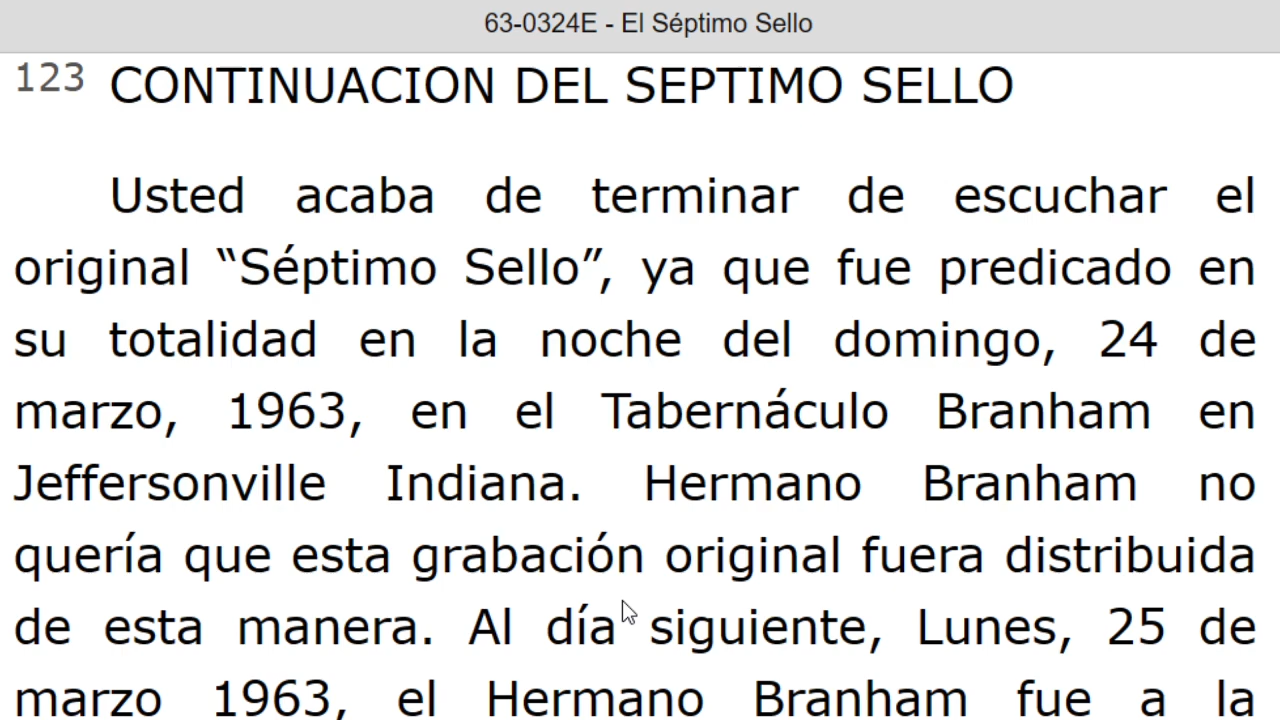 63-0324E - El Séptimo Sello
123 CONTINUACION DEL SEPTIMO SELLO
Usted acaba de terminar de escuchar el
original “Séptimo Sello”, ya que fue predicado en
su totalidad en la noche del domingo, 24 de
marzo, 1963, en el Tabernáculo Branham en
Jeffersonville Indiana. Hermano Branham no
quería que esta grabación original fuera distribuida
de esta manera. Al día siguiente, Lunes, 25 de
marzo 1963, el Hermano Branham fue a la